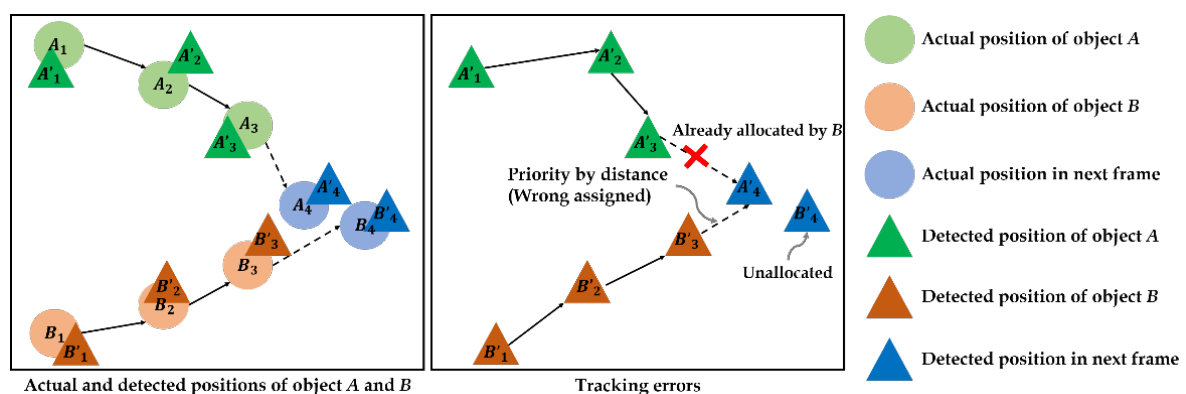 A₁
A'₁
A'₂
A₂
A₃
A'₃
A'₄
A₄
B'₄
B₄
B'₃
B₃
B'₂
B₂
B₁
B'₁
Actual and detected positions of object A and B
A'₁
A'₂
A'₃
Already allocated by B
Priority by distance
(Wrong assigned)
A'₄
B'₄
B'₃
Unallocated
B'₂
B'₁
Tracking errors
Actual position of object A
Actual position of object B
Actual position in next frame
Detected position of object A
Detected position of object B
Detected position in next frame